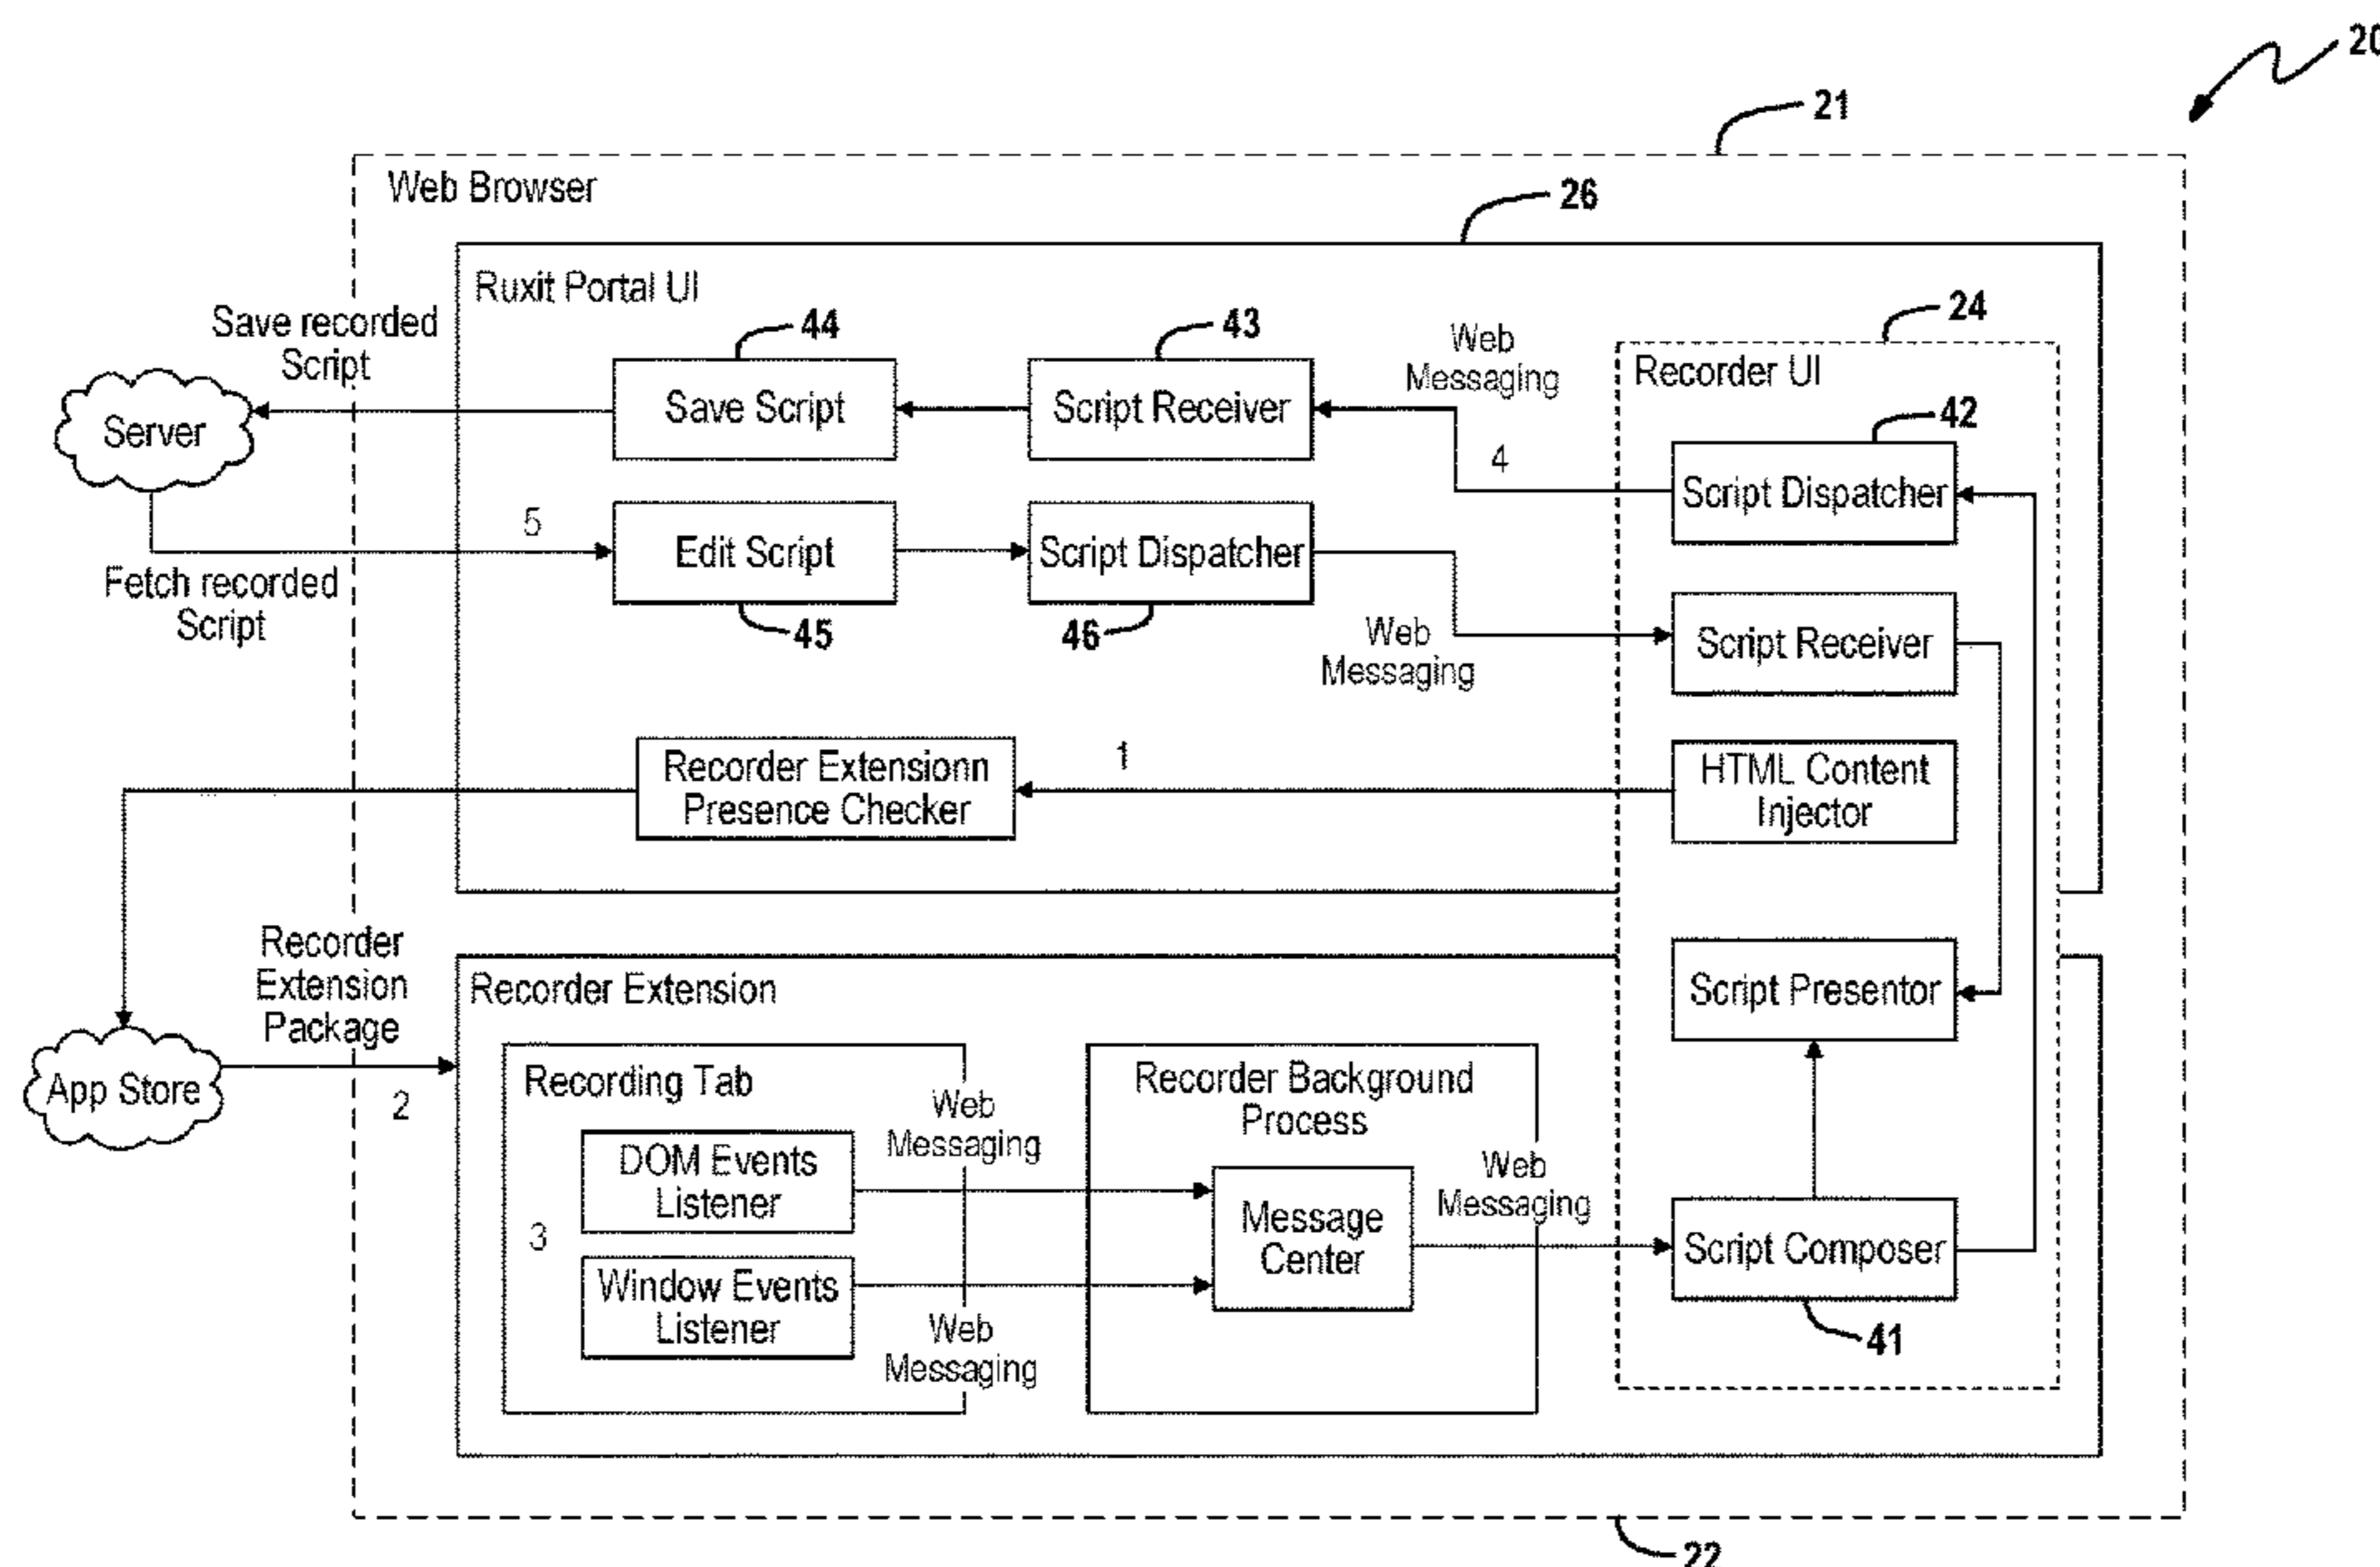 20
21
Web Browser
26
Ruxit Portal UI
24
Save recorded
Script
44
43
Web
Messaging
Recorder UI
42
Server
Save Script
Script Receiver
4
Script Dispatcher
5
Edit Script
Script Dispatcher
Fetch recorded
Script
45
46
Web
Messaging
Script Receiver
Recorder Extensionn
Presence Checker
1
HTML Content
Injector
Recorder
Extension
Package
2
App Store
Recorder Extension
Script Presentor
Recording Tab
Web
Messaging
Recorder Background
Process
DOM Events
Listener
3
Window Events
Listener
Web
Messaging
Message
Center
Web
Messaging
Script Composer
41
22